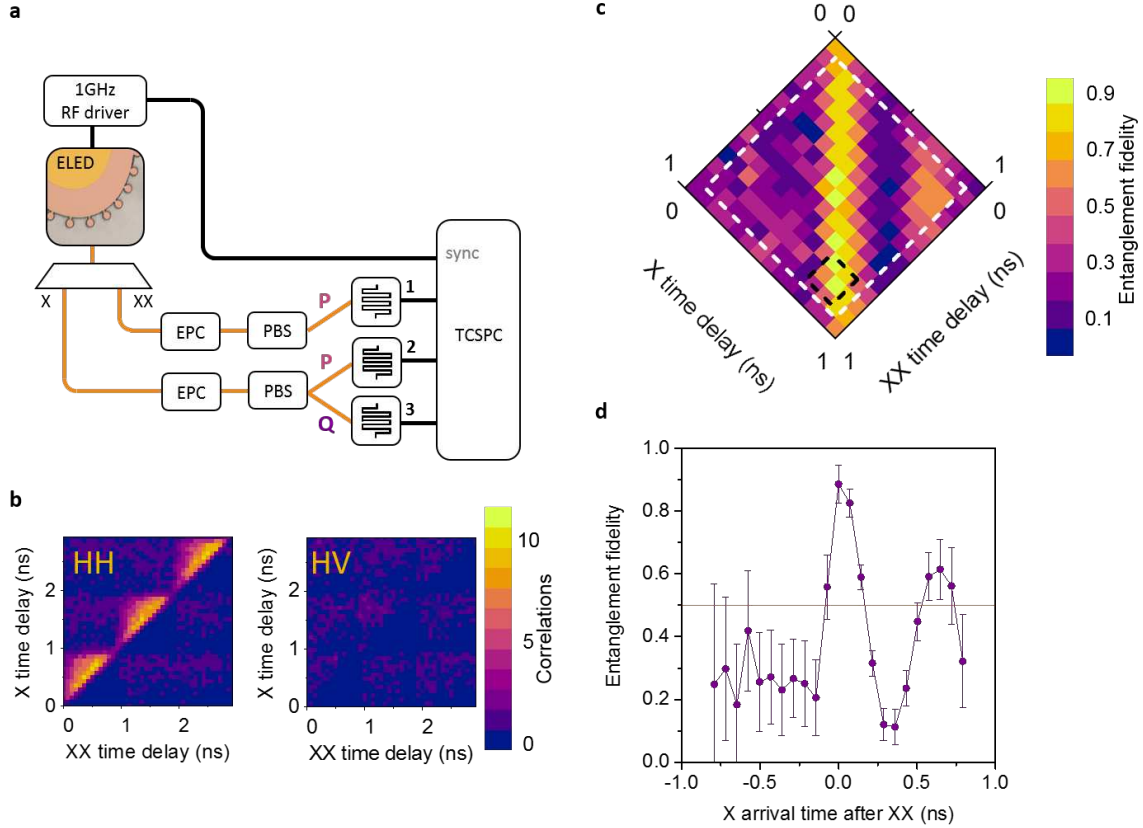 a
1GHz
RF driver
ELED
X
XX
EPC
PBS
P
1
EPC
PBS
P
2
Q
3
sync
TCSPC
b
HH
HV
X time delay (ns)
2
1
0
0
1
2
XX time delay (ns)
X time delay (ns)
2
1
0
0
1
2
XX time delay (ns)
10
5
0
Correlations
c
0 0
1
0
1
0
1 1
X time delay (ns)
XX time delay (ns)
0.9
0.7
0.5
0.3
0.1
Entanglement fidelity
d
1.0
0.8
0.6
0.4
0.2
0.0
Entanglement fidelity
-1.0
-0.5
0.0
0.5
1.0
X arrival time after XX (ns)